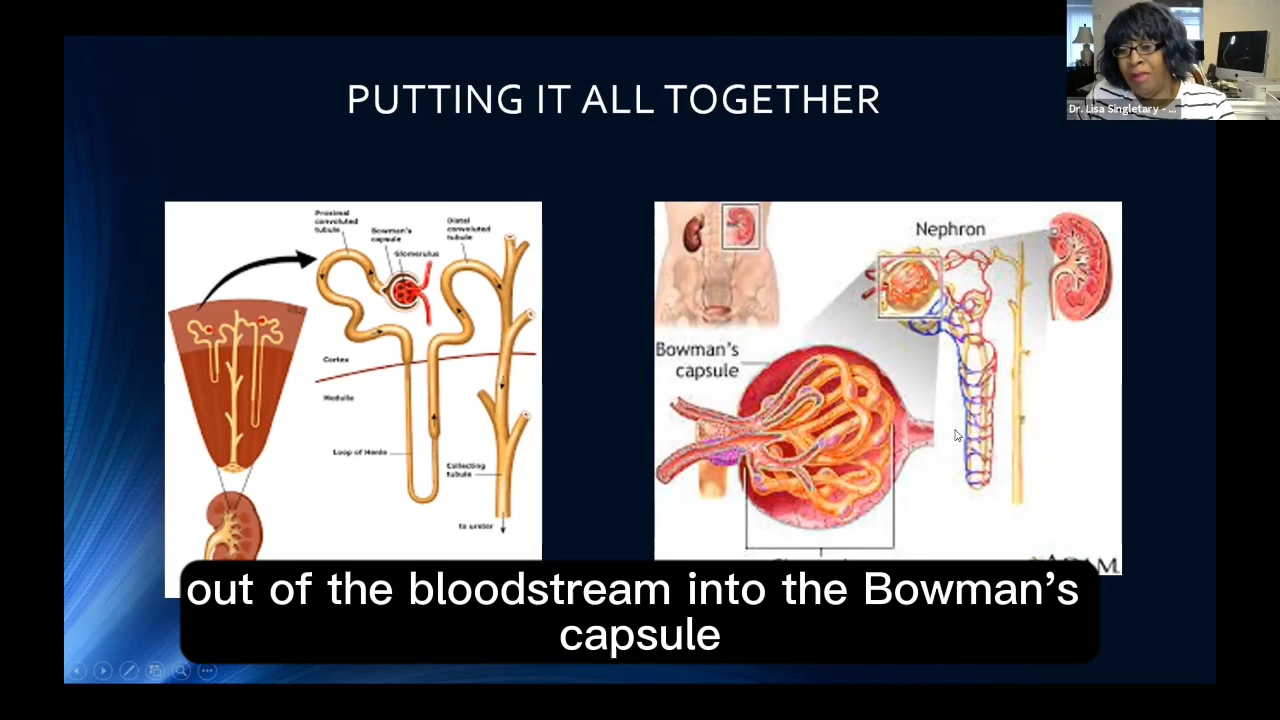 Dr. Lisa Singletary - ...
PUTTING IT ALL TOGETHER
Proximal
convoluted
tubule
Bowman's
capsule
Glomerulus
Distal
convoluted
tubule
Cortex
Medulla
Loop of Henle
Collecting
tubule
to ureter
Nephron
Bowman's
capsule
out of the bloodstream into the Bowman's
capsule